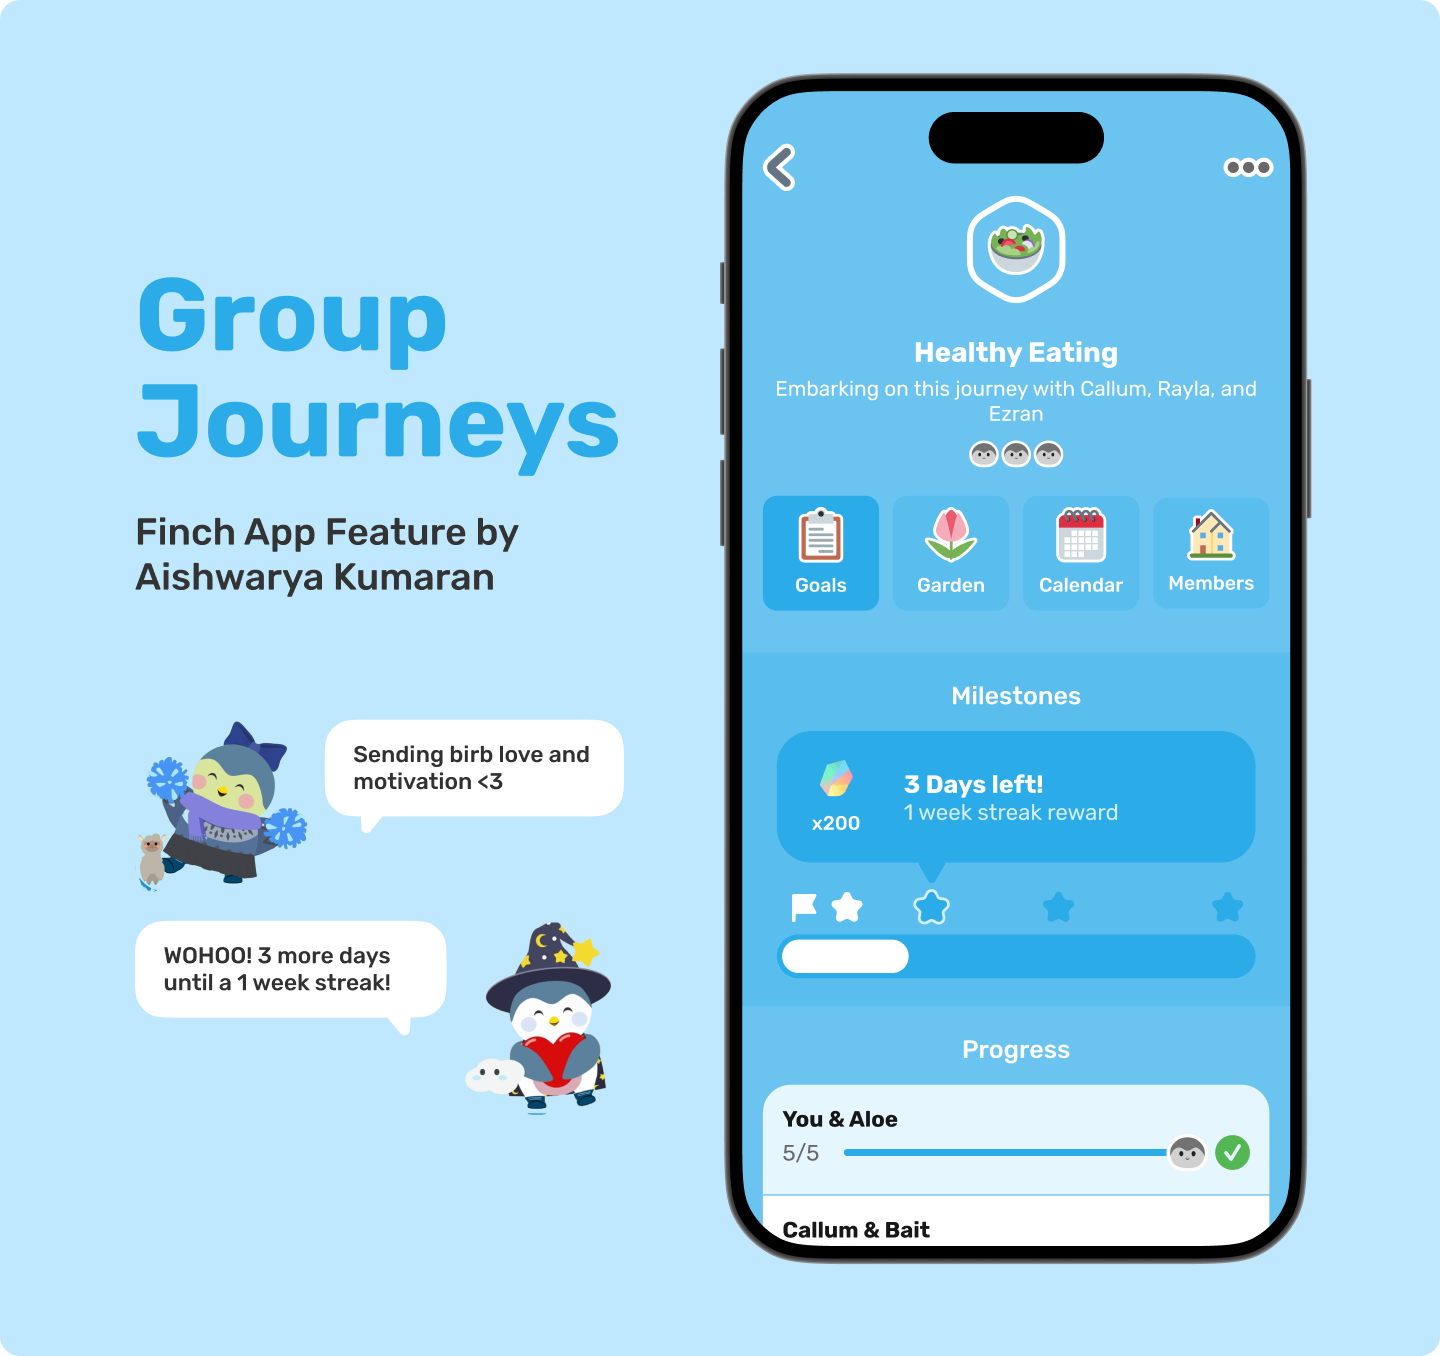 Group
Journeys
Finch App Feature by
Aishwarya Kumaran
Sending birb love and
motivation <3
WOHOO! 3 more days
until a 1 week streak!
Healthy Eating
Embarking on this journey with Callum, Rayla, and
Ezran
Goals
Garden
Calendar
Members
Milestones
x200
3 Days left!
1 week streak reward
Progress
You & Aloe
5/5
Callum & Bait